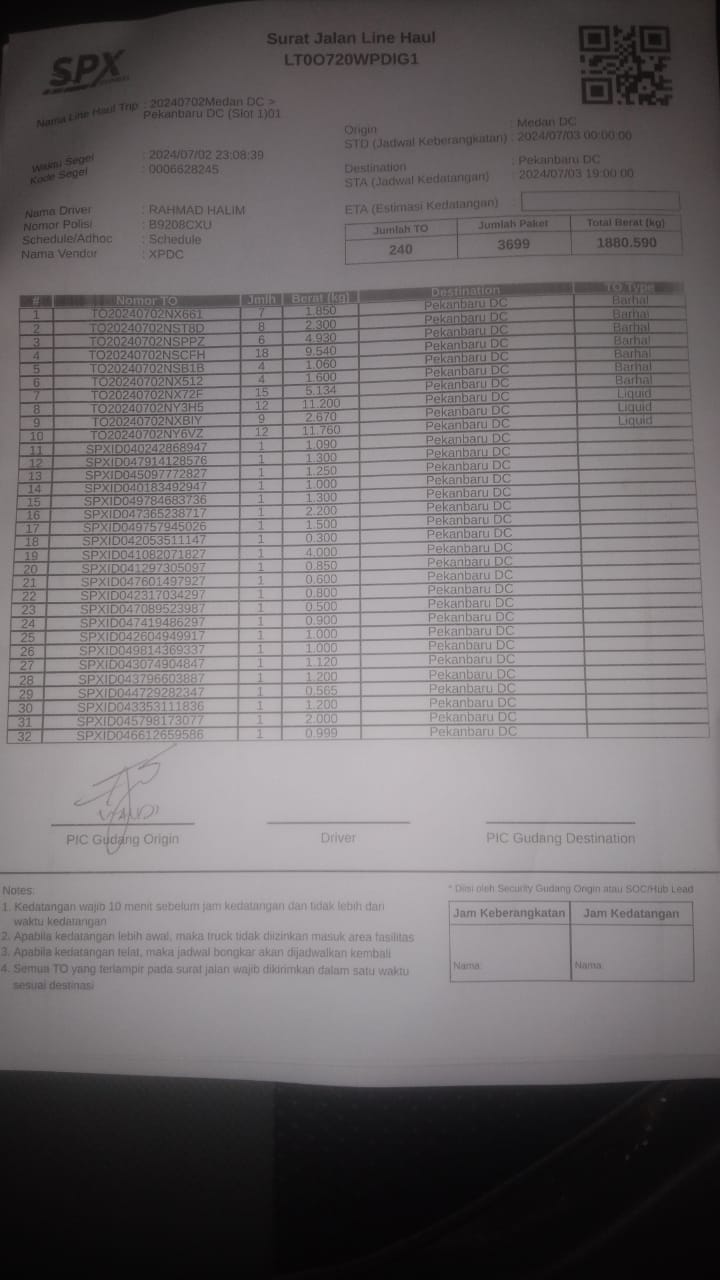 Surat Jalan Line Haul
LT0O720WPDIG1
SPX
EXPRESS
Nama Line Haul Trip : 20240702Medan DC >
Pekanbaru DC (Slot 1)01
Waktu Segel : 2024/07/02 23:08:39
Kode Segel : 0006628245
Nama Driver : RAHMAD HALIM
Nomor Polisi : B9208CXU
Schedule/Adhoc : Schedule
Nama Vendor : XPDC
Origin : Medan DC
STD (Jadwal Keberangkatan) : 2024/07/03 00:00:00
Destination : Pekanbaru DC
STA (Jadwal Kedatangan) : 2024/07/03 19:00:00
ETA (Estimasi Kedatangan) :
Jumlah TO Jumlah Paket Total Berat (kg)
240 3699 1880.590
# Nomor TO Jmlh Berat (kg) Destination TO Type
1 TO20240702NX661 7 1.850 Pekanbaru DC Barhal
2 TO20240702NST8D 8 2.300 Pekanbaru DC Barhal
3 TO20240702NSPPZ 6 4.930 Pekanbaru DC Barhal
4 TO20240702NSCFH 18 9.540 Pekanbaru DC Barhal
5 TO20240702NSB1B 4 1.060 Pekanbaru DC Barhal
6 TO20240702NX512 4 1.600 Pekanbaru DC Barhal
7 TO20240702NX72F 15 5.134 Pekanbaru DC Barhal
8 TO20240702NY3H5 12 11.200 Pekanbaru DC Liquid
9 TO20240702NXBIY 9 2.670 Pekanbaru DC Liquid
10 TO20240702NY6VZ 12 11.760 Pekanbaru DC Liquid
11 SPXID040242868947 1 1.090 Pekanbaru DC
12 SPXID047914128576 1 1.300 Pekanbaru DC
13 SPXID045097772827 1 1.250 Pekanbaru DC
14 SPXID040183492947 1 1.000 Pekanbaru DC
15 SPXID049784683736 1 1.300 Pekanbaru DC
16 SPXID047365238717 1 2.200 Pekanbaru DC
17 SPXID049757945026 1 1.500 Pekanbaru DC
18 SPXID042053511147 1 0.300 Pekanbaru DC
19 SPXID041082071827 1 4.000 Pekanbaru DC
20 SPXID041297305097 1 0.850 Pekanbaru DC
21 SPXID047601497927 1 0.600 Pekanbaru DC
22 SPXID042317034297 1 0.800 Pekanbaru DC
23 SPXID047089523987 1 0.500 Pekanbaru DC
24 SPXID047419486297 1 0.900 Pekanbaru DC
25 SPXID042604949917 1 1.000 Pekanbaru DC
26 SPXID049814369337 1 1.000 Pekanbaru DC
27 SPXID043074904847 1 1.120 Pekanbaru DC
28 SPXID043796603887 1 1.200 Pekanbaru DC
29 SPXID044729282347 1 0.565 Pekanbaru DC
30 SPXID043353111836 1 1.200 Pekanbaru DC
31 SPXID045798173077 1 2.000 Pekanbaru DC
32 SPXID046612659586 1 0.999 Pekanbaru DC
PIC Gudang Origin Driver PIC Gudang Destination
Notes:
1. Kedatangan wajib 10 menit sebelum jam kedatangan dan tidak lebih dari
waktu kedatangan
2. Apabila kedatangan lebih awal, maka truck tidak diizinkan masuk area fasilitas
3. Apabila kedatangan telat, maka jadwal bongkar akan dijadwalkan kembali
4. Semua TO yang terlampir pada surat jalan wajib dikirimkan dalam satu waktu
sesuai destinasi
* Diisi oleh Security Gudang Origin atau SOC/Hub Lead
Jam Keberangkatan Jam Kedatangan
Nama: Nama: